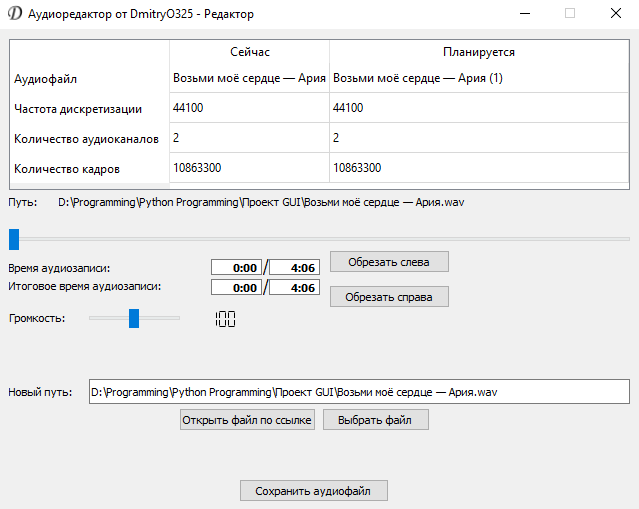 D Аудиоредактор от DmitryO325 - Редактор
Сейчас Планируется
Аудиофайл Возьми моё сердце — Ария Возьми моё сердце — Ария (1)
Частота дискретизации 44100 44100
Количество аудиоканалов 2 2
Количество кадров 10863300 10863300
Путь: D:\Programming\Python Programming\Проект GUI\Возьми моё сердце — Ария.wav
Время аудиозаписи: 0:00 / 4:06 Обрезать слева
Итоговое время аудиозаписи: 0:00 / 4:06
Обрезать справа
Громкость: 100
Новый путь: D:\Programming\Python Programming\Проект GUI\Возьми моё сердце — Ария.wav
Открыть файл по ссылке Выбрать файл
Сохранить аудиофайл